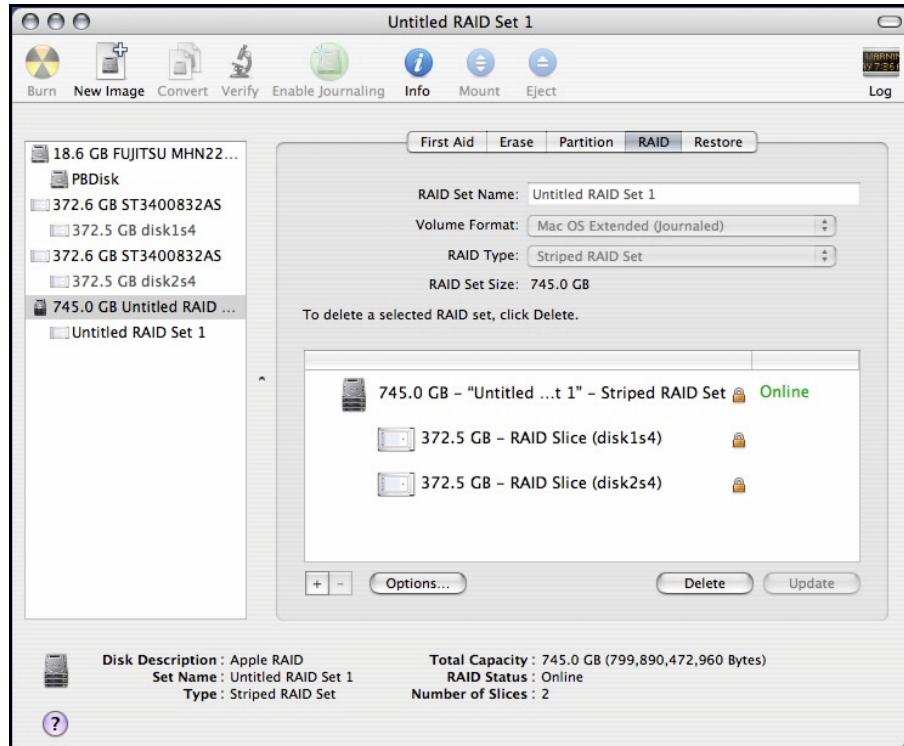 Untitled RAID Set 1
Burn New Image Convert Verify Enable Journaling Info Mount Eject Log
18.6 GB FUJITSU MHN22...
PBDisk
372.6 GB ST3400832AS
372.5 GB disk1s4
372.6 GB ST3400832AS
372.5 GB disk2s4
745.0 GB Untitled RAID ...
Untitled RAID Set 1
First Aid Erase Partition RAID Restore
RAID Set Name: Untitled RAID Set 1
Volume Format: Mac OS Extended (Journaled)
RAID Type: Striped RAID Set
RAID Set Size: 745.0 GB
To delete a selected RAID set, click Delete.
745.0 GB – "Untitled ...t 1" – Striped RAID Set Online
372.5 GB – RAID Slice (disk1s4)
372.5 GB – RAID Slice (disk2s4)
+ - Options... Delete Update
Disk Description : Apple RAID
Set Name : Untitled RAID Set 1
Type : Striped RAID Set
Total Capacity : 745.0 GB (799,890,472,960 Bytes)
RAID Status : Online
Number of Slices : 2
?